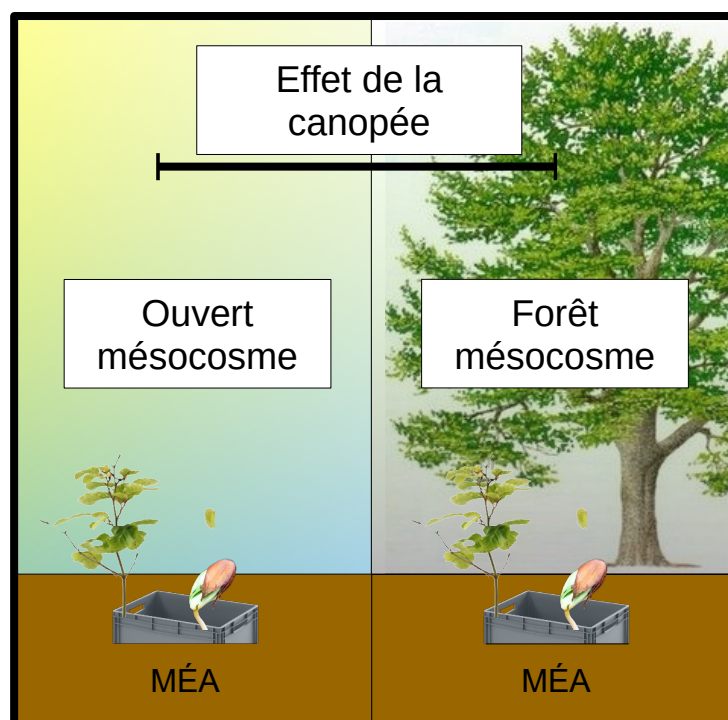 Effet de la
canopée
Ouvert
mésocosme
Forêt
mésocosme
MÉA
MÉA